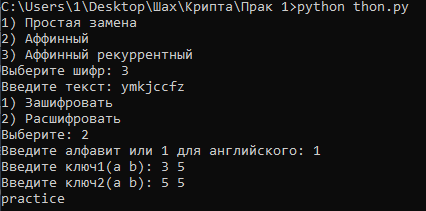 C:\Users\1\Desktop\Шах\Крипта\Прак 1>python thon.py
1) Простая замена
2) Аффинный
3) Аффинный рекуррентный
Выберите шифр: 3
Введите текст: ymkjccfz
1) Зашифровать
2) Расшифровать
Выберите: 2
Введите алфавит или 1 для английского: 1
Введите ключ1(a b): 3 5
Введите ключ2(a b): 5 5
practice